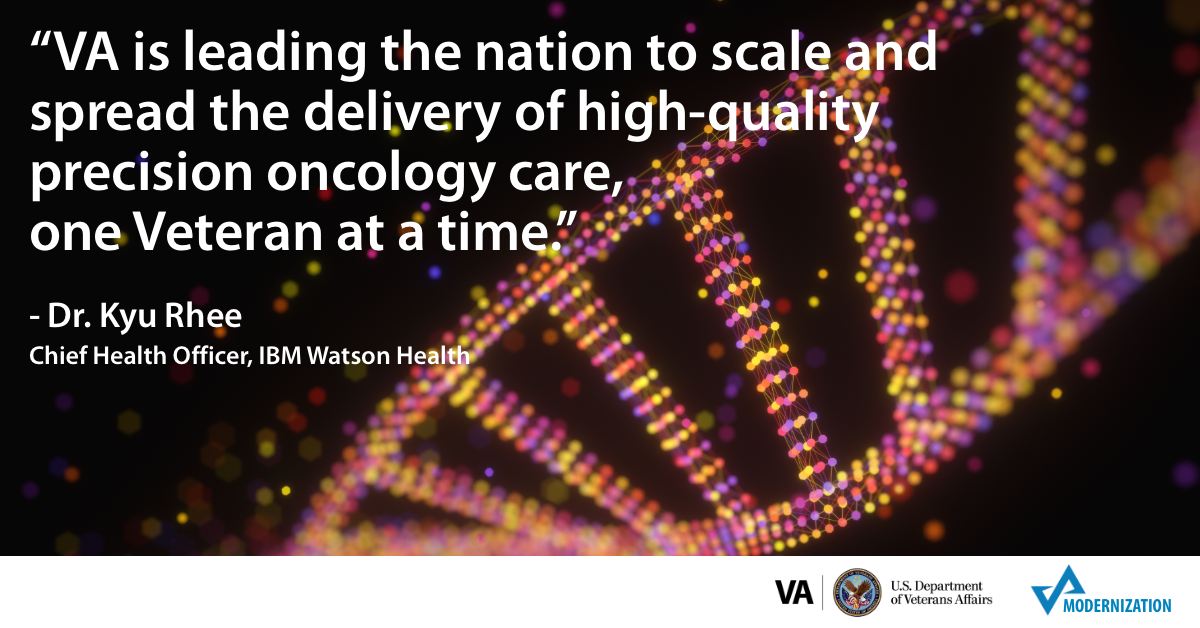 “VA is leading the nation to scale and
spread the delivery of high-quality
precision oncology care,
one Veteran at a time.”
- Dr. Kyu Rhee
Chief Health Officer, IBM Watson Health
VA
U.S. Department
of Veterans Affairs
MODERNIZATION